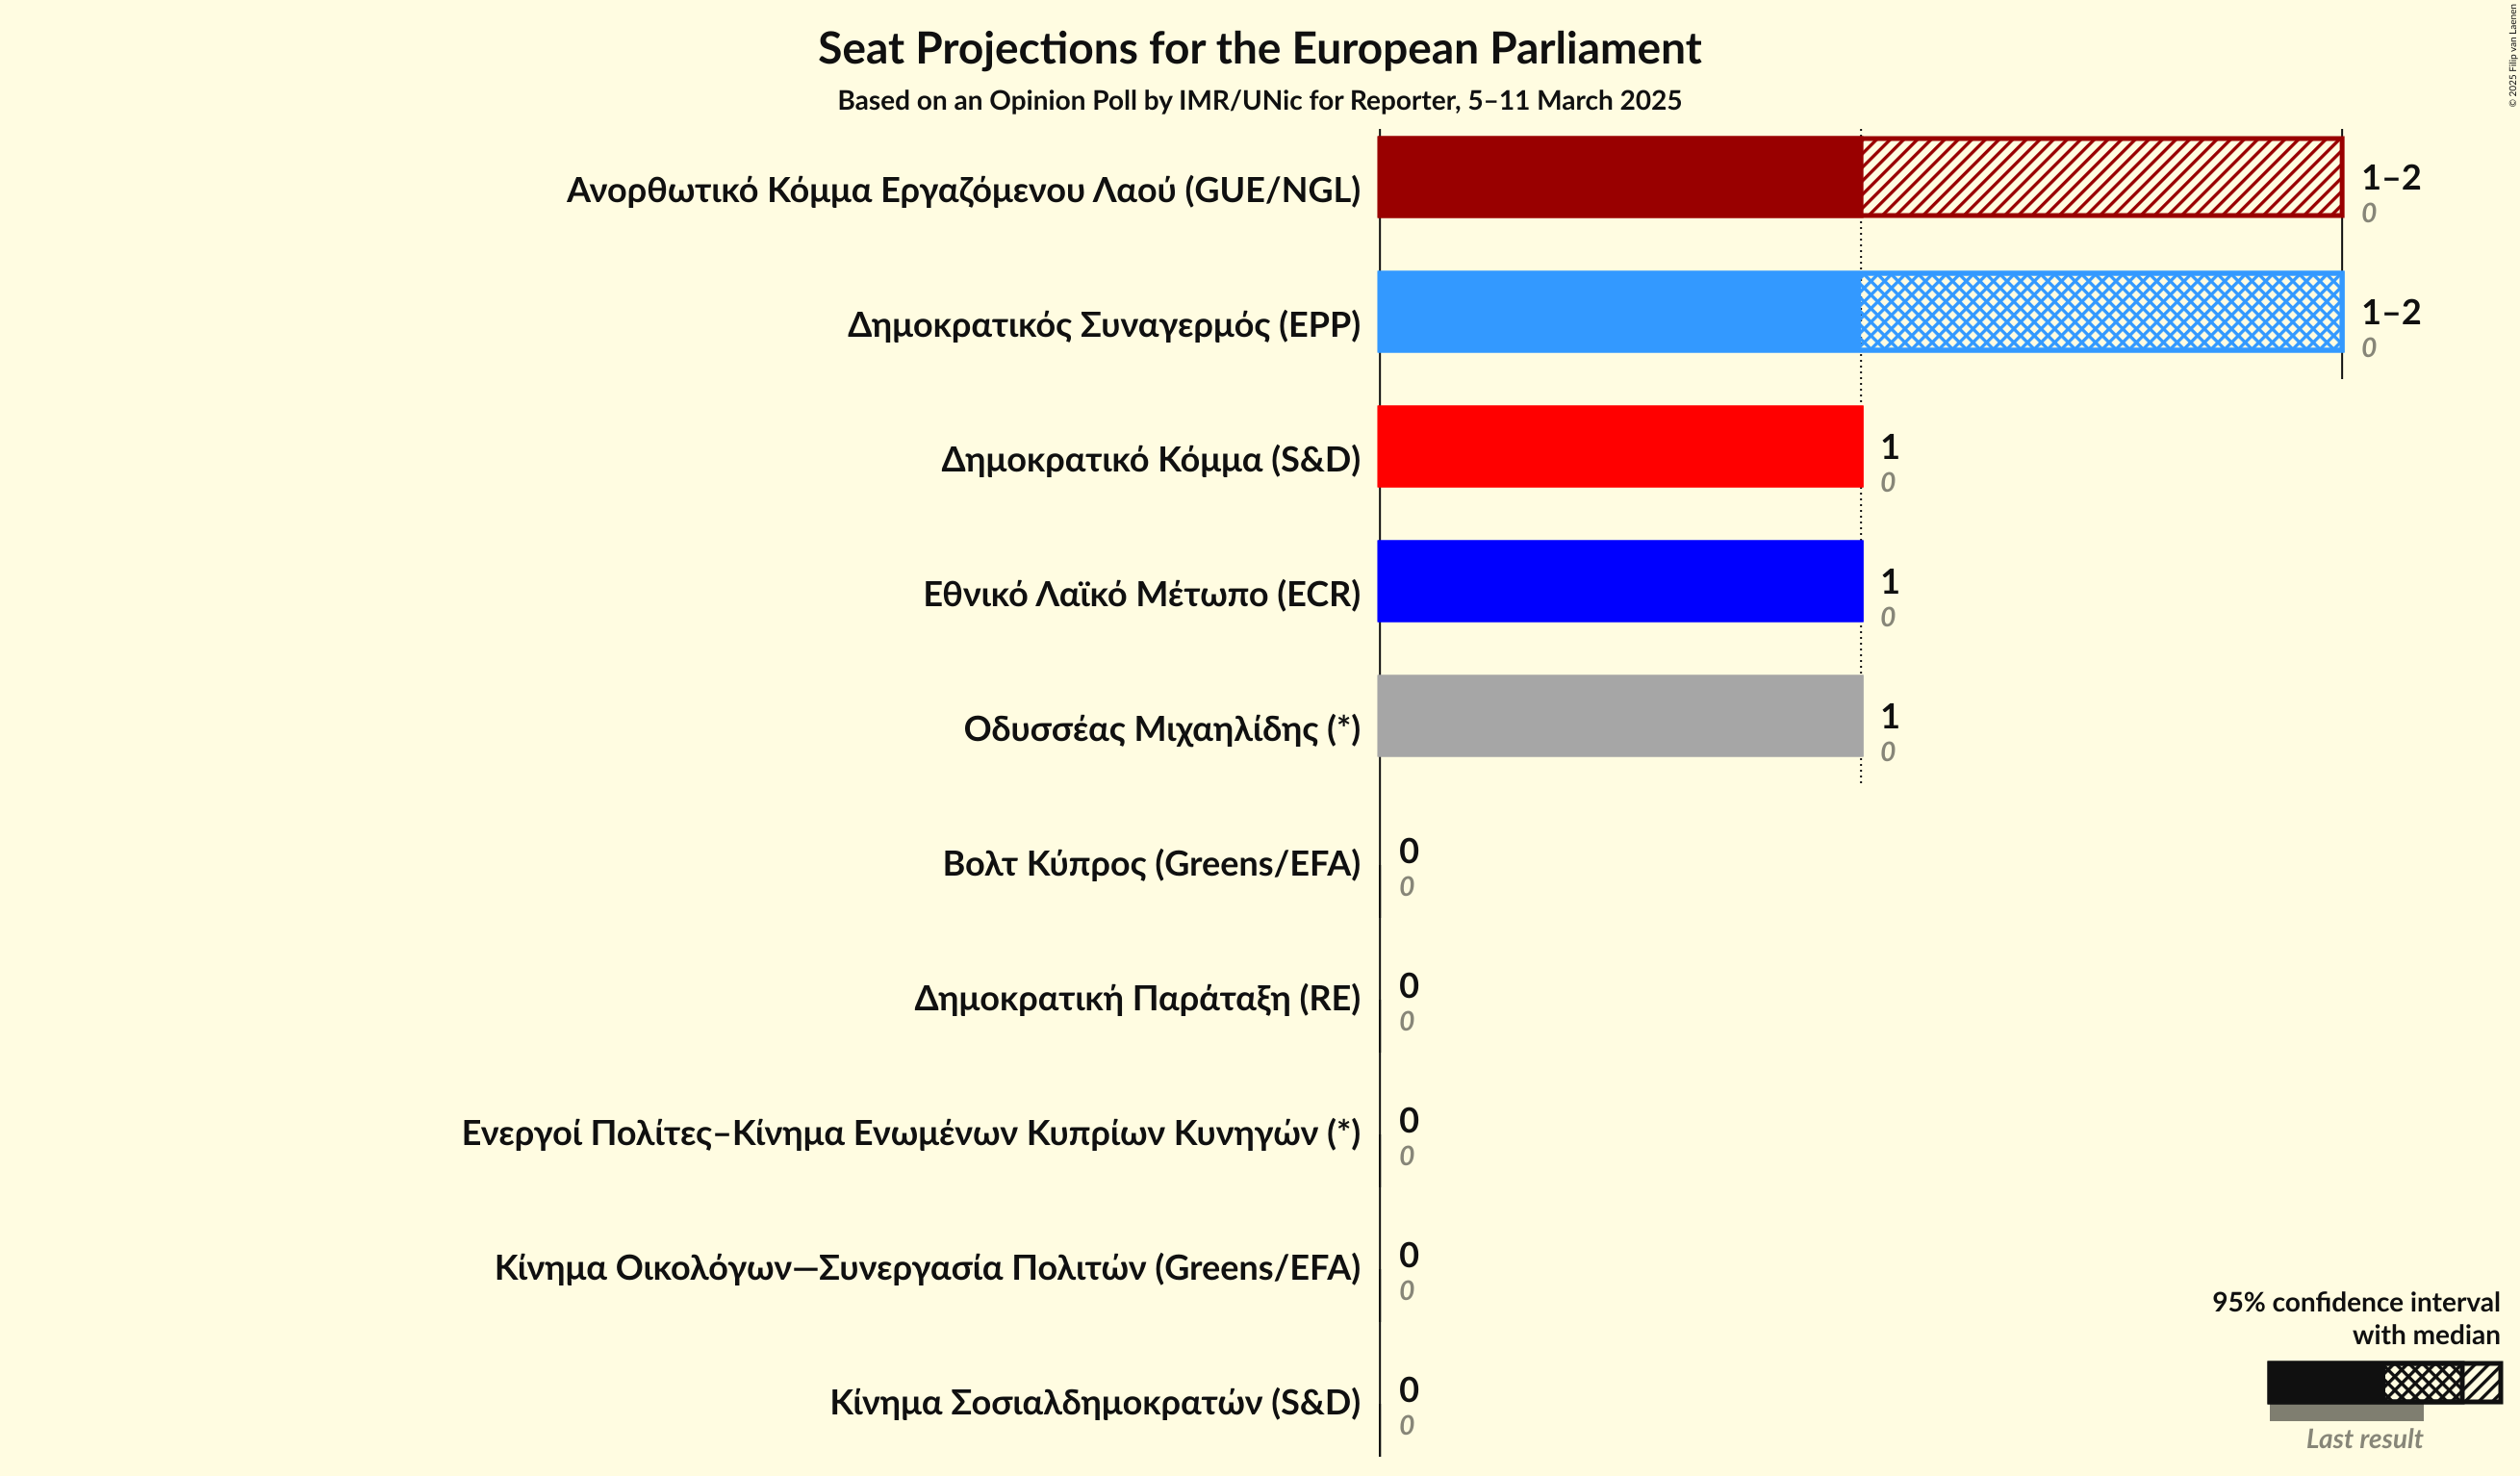 Seat Projections for the European Parliament
Based on an Opinion Poll by IMR/UNic for Reporter, 5–11 March 2025
© 2025 Filip van Laenen
Ανορθωτικό Κόμμα Εργαζόμενου Λαού (GUE/NGL)
1–2
0
Δημοκρατικός Συναγερμός (EPP)
1–2
0
Δημοκρατικό Κόμμα (S&D)
1
0
Εθνικό Λαϊκό Μέτωπο (ECR)
1
0
Οδυσσέας Μιχαηλίδης (*)
1
0
Βολτ Κύπρος (Greens/EFA)
0
0
Δημοκρατική Παράταξη (RE)
0
0
Ενεργοί Πολίτες–Κίνημα Ενωμένων Κυπρίων Κυνηγών (*)
0
0
Κίνημα Οικολόγων—Συνεργασία Πολιτών (Greens/EFA)
0
0
Κίνημα Σοσιαλδημοκρατών (S&D)
0
0
95% confidence interval
with median
Last result